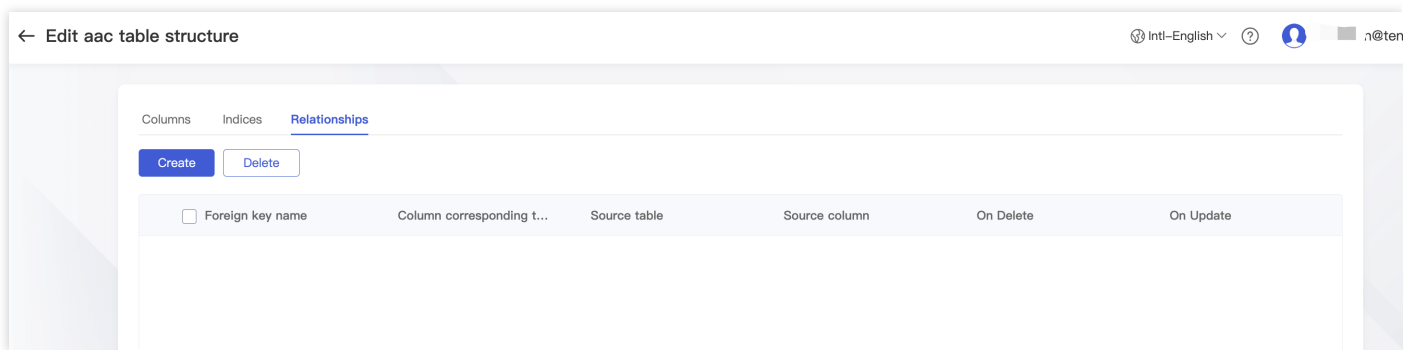 Edit aac table structure
Intl-English
n@ten
Columns Indices Relationships
Create Delete
Foreign key name Column corresponding t... Source table Source column On Delete On Update